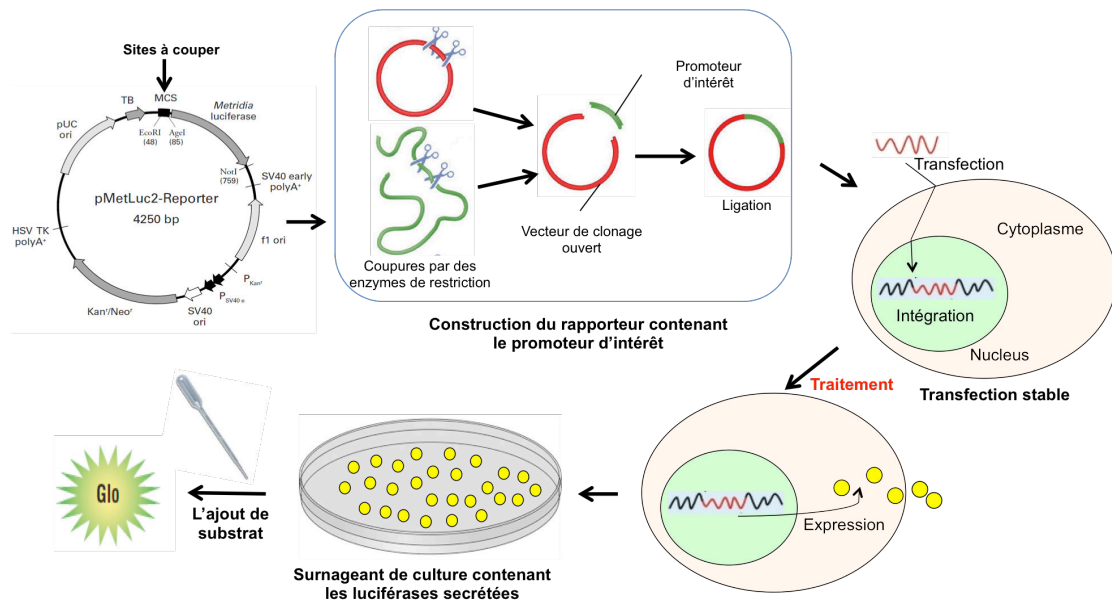 Sites à couper
TB
MCS
Metridia
luciferase
pUC
ori
EcoRI
(48)
AgeI
(85)
NotI
(759)
SV40 early
polyA⁺
pMetLuc2-Reporter
4250 bp
HSV TK
polyA⁺
f1 ori
P Kanʳ
P SV40 e
SV40
ori
Kanʳ/Neoʳ
Coupures par des
enzymes de restriction
Promoteur
d'intérêt
Vecteur de clonage
ouvert
Ligation
Construction du rapporteur contenant
le promoteur d'intérêt
Transfection
Cytoplasme
Intégration
Nucleus
Transfection stable
Traitement
Expression
Surnageant de culture contenant
les luciférases secrétées
L'ajout de
substrat
Glo